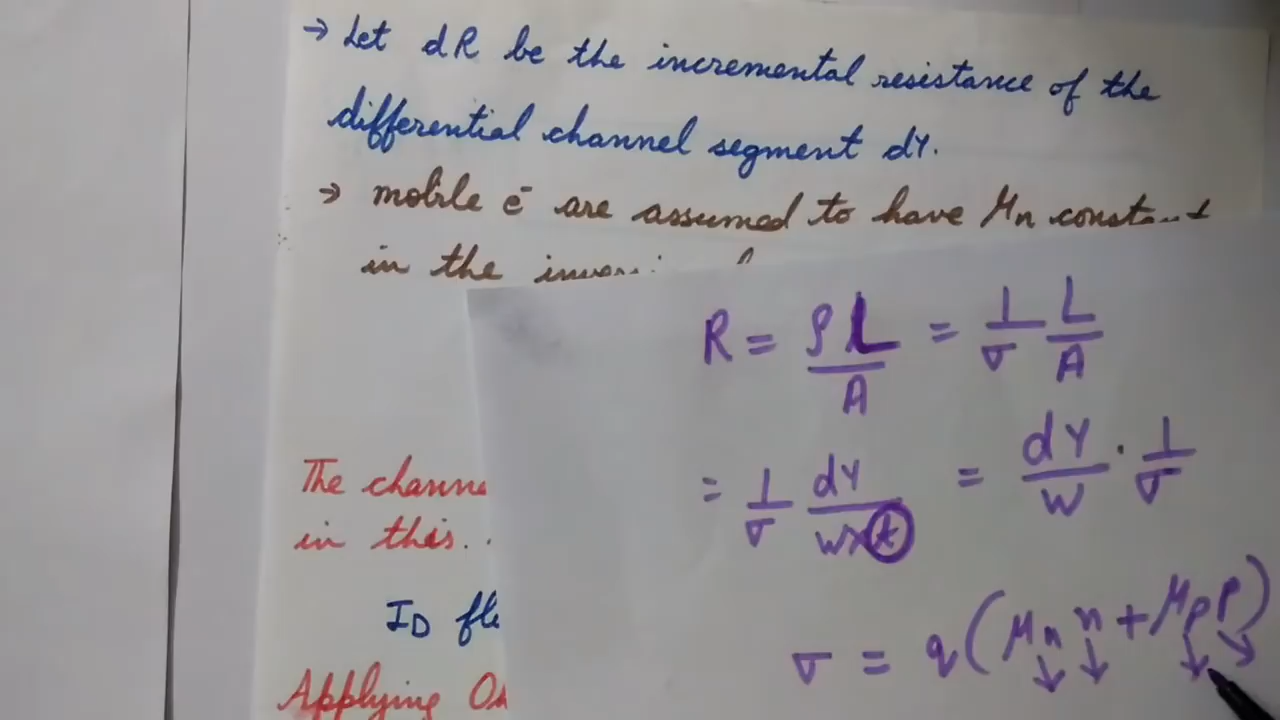 → Let dR be the incremental resistance of the
differential channel segment dY.
→ mobile e⁻ are assumed to have μn constant
in the
R = ρL/A = 1/σ L/A
= 1/σ dY/W×t = dY/W · 1/σ
The channe
in this..
σ = q(μn n + μp p)
ID
Applying